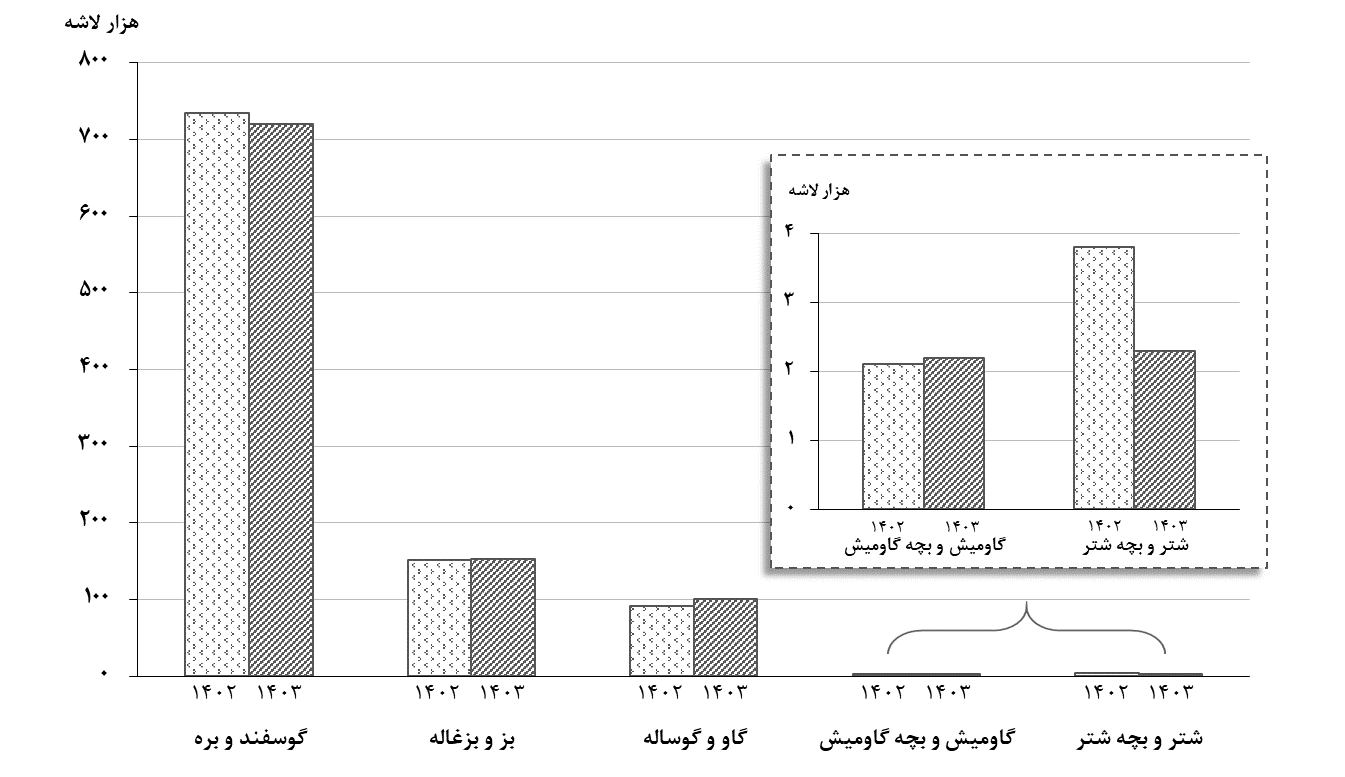 هزار لاشه
۸۰۰
۷۰۰
۶۰۰
۵۰۰
۴۰۰
۳۰۰
۲۰۰
۱۰۰
۰
۱۴۰۲ ۱۴۰۳
گوسفند و بره
۱۴۰۲ ۱۴۰۳
بز و بزغاله
۱۴۰۲ ۱۴۰۳
گاو و گوساله
۱۴۰۲ ۱۴۰۳
گاومیش و بچه گاومیش
۱۴۰۲ ۱۴۰۳
شتر و بچه شتر
هزار لاشه
۴
۳
۲
۱
۰
۱۴۰۲ ۱۴۰۳
گاومیش و بچه گاومیش
۱۴۰۲ ۱۴۰۳
شتر و بچه شتر